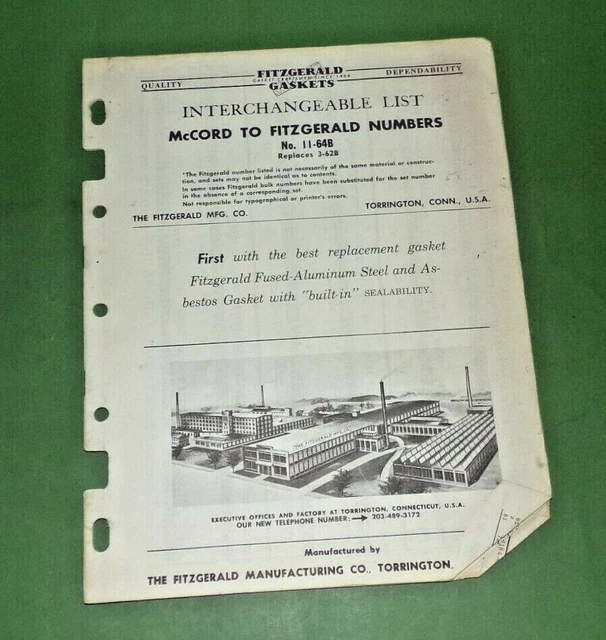 FITZGERALD
GASKET CRAFTSMEN SINCE 1906
GASKETS
QUALITY
DEPENDABILITY
INTERCHANGEABLE LIST
McCORD TO FITZGERALD NUMBERS
No. 11-64B
Replaces 3-62B
*The Fitzgerald number listed is not necessarily of the same material or construc-
tion, and sets may not be identical as to contents.
In some cases Fitzgerald bulk numbers have been substituted for the set number
in the absence of a corresponding set.
Not responsible for typographical or printer's errors.
THE FITZGERALD MFG. CO.
TORRINGTON, CONN., U.S.A.
First with the best replacement gasket
Fitzgerald Fused-Aluminum Steel and As-
bestos Gasket with "built-in" SEALABILITY.
THE FITZGERALD MFG. CO.
EXECUTIVE OFFICES AND FACTORY AT TORRINGTON, CONNECTICUT, U.S.A.
OUR NEW TELEPHONE NUMBER: → 203-489-3172
Manufactured by
THE FITZGERALD MANUFACTURING CO., TORRINGTON,